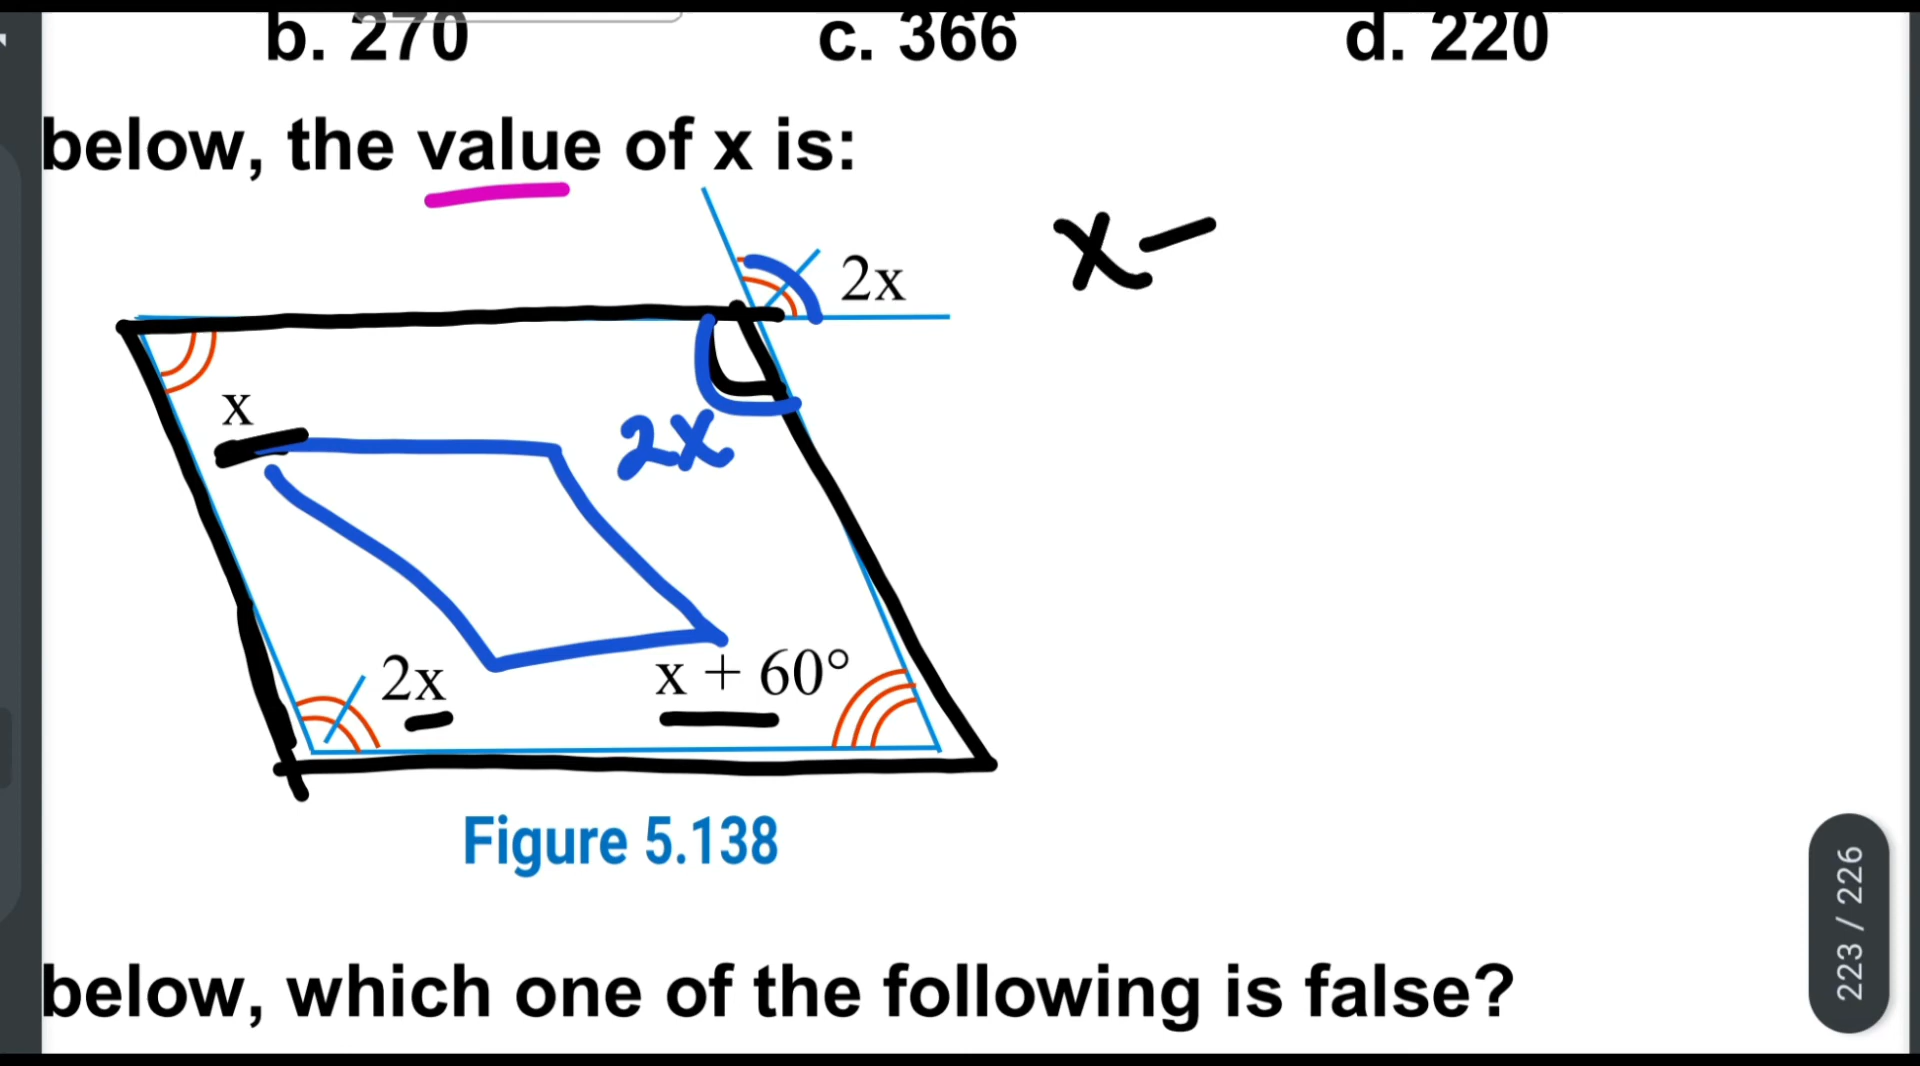 b. 270 c. 366 d. 220
below, the value of x is:
2x
x –
x
2x
2x
x + 60°
Figure 5.138
below, which one of the following is false?
223 / 226